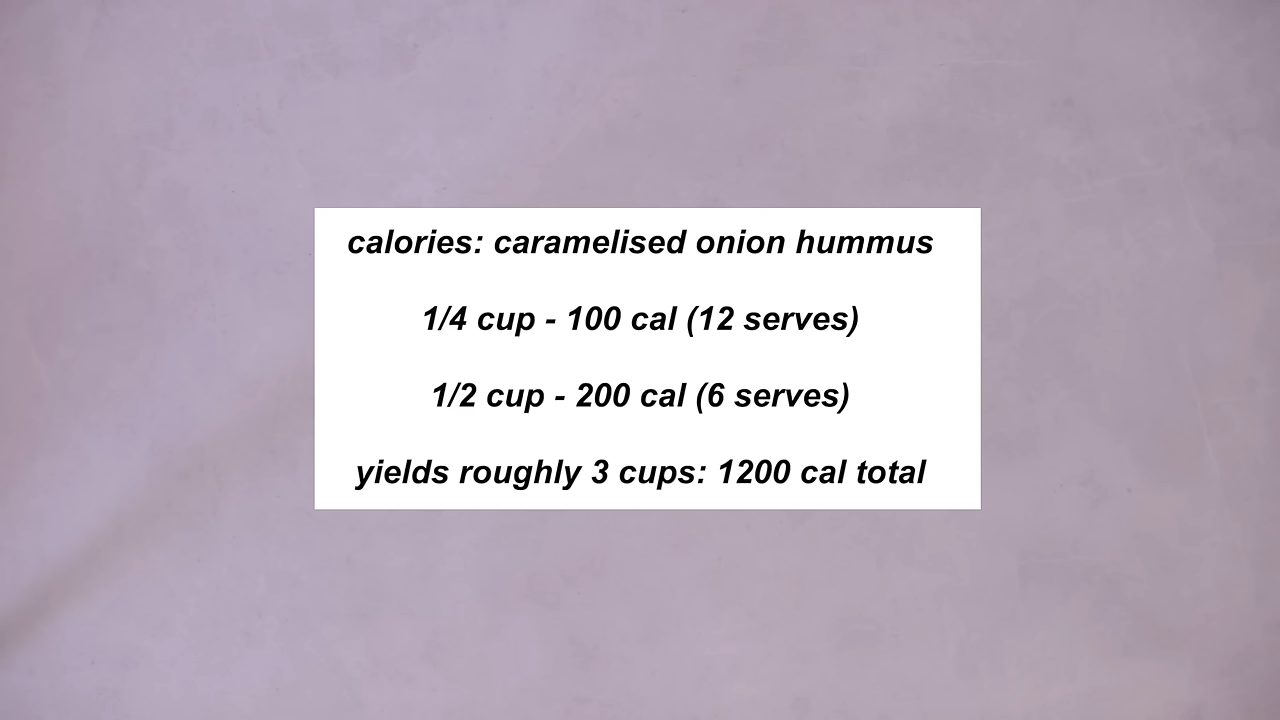 calories: caramelised onion hummus
1/4 cup - 100 cal (12 serves)
1/2 cup - 200 cal (6 serves)
yields roughly 3 cups: 1200 cal total